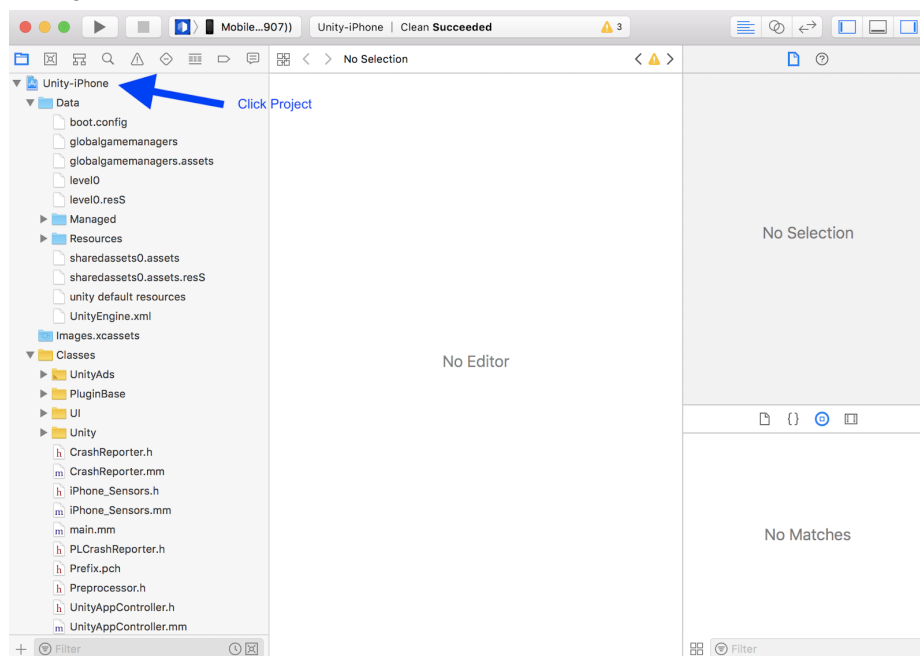 Mobile...907))
Unity-iPhone | Clean Succeeded
3
No Selection
Unity-iPhone
Click Project
Data
boot.config
globalgamemanagers
globalgamemanagers.assets
level0
level0.resS
Managed
Resources
sharedassets0.assets
sharedassets0.assets.resS
unity default resources
UnityEngine.xml
Images.xcassets
Classes
UnityAds
PluginBase
UI
Unity
h CrashReporter.h
m CrashReporter.mm
h iPhone_Sensors.h
m iPhone_Sensors.mm
m main.mm
h PLCrashReporter.h
h Prefix.pch
h Preprocessor.h
h UnityAppController.h
m UnityAppController.mm
Filter
No Editor
No Selection
No Matches
Filter